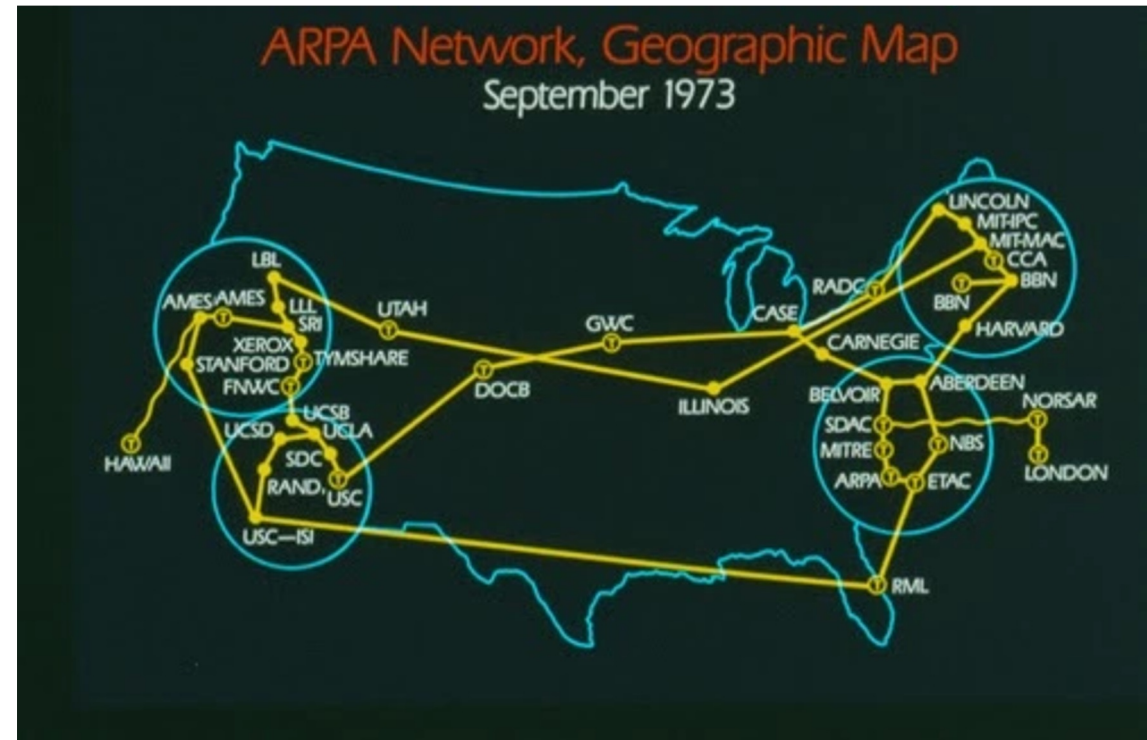 ARPA Network, Geographic Map
September 1973
LINCOLN
MIT-IPC
MIT-MAC
CCA
BBN
BBN
HARVARD
RADC
T
T
T
LBL
AMES
AMES
T
LLL
SRI
XEROX
STANFORD
T
TYMSHARE
FNWC
T
UTAH
T
GWC
T
CASE
CARNEGIE
DOCB
T
ILLINOIS
BELVOIR
ABERDEEN
SDAC
T
MITRE
T
ARPA
T
ETAC
T
NBS
T
NORSAR
T
LONDON
T
UCSB
UCSD
UCLA
SDC
RAND,
USC
T
USC—ISI
HAWAII
T
RML
T